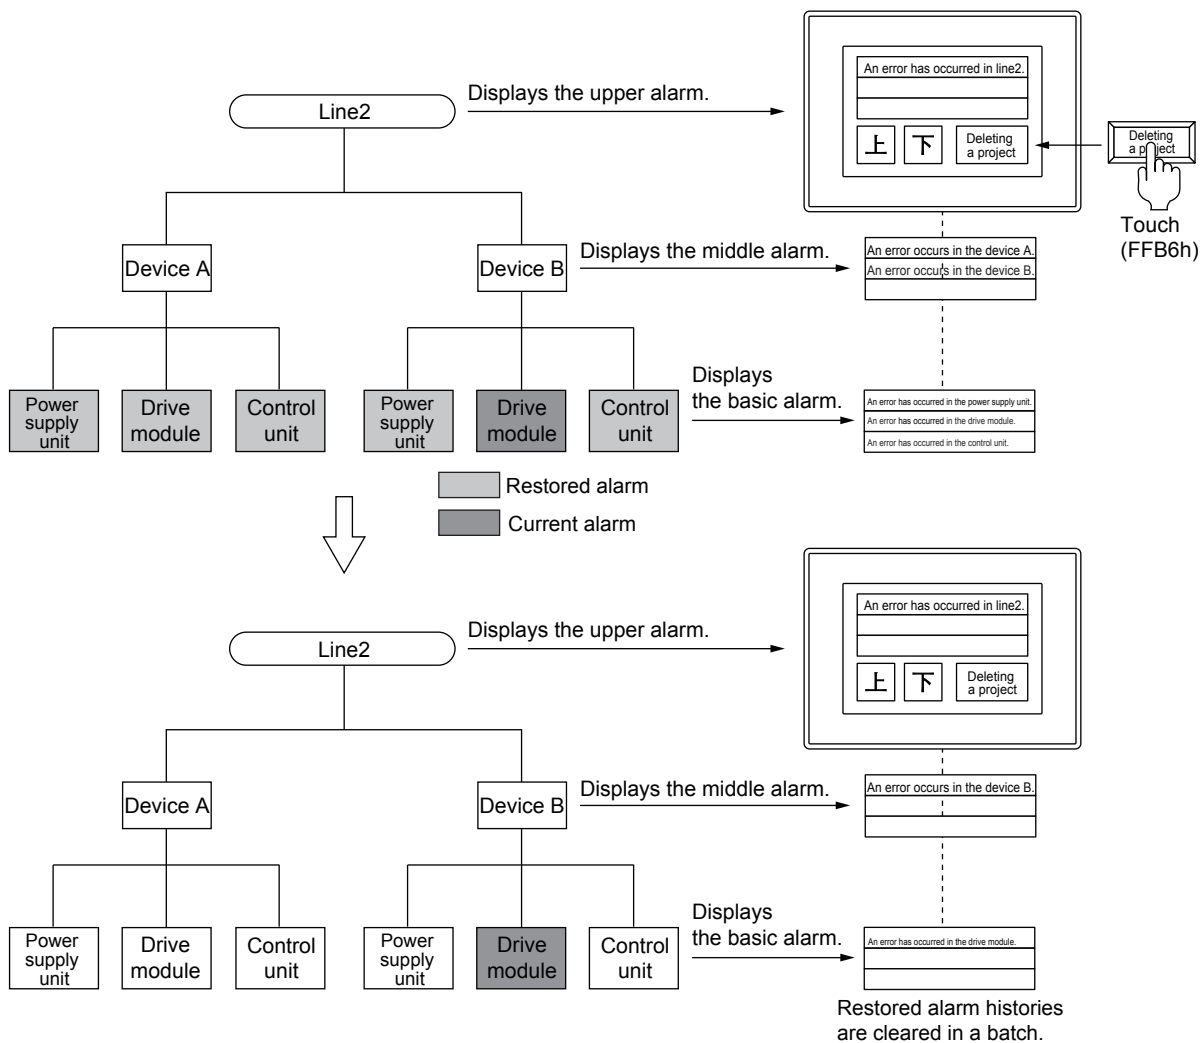 An error has occurred in line2.
Displays the upper alarm.
Line2
上
下
Deleting
a project
Deleting
a project
Touch
(FFB6h)
Device A
Device B
Displays the middle alarm.
An error occurs in the device A.
An error occurs in the device B.
Power
supply
unit
Drive
module
Control
unit
Power
supply
unit
Drive
module
Control
unit
Displays
the basic alarm.
An error has occurred in the power supply unit.
An error has occurred in the drive module.
An error has occurred in the control unit.
Restored alarm
Current alarm
An error has occurred in line2.
Displays the upper alarm.
Line2
上
下
Deleting
a project
Device A
Device B
Displays the middle alarm.
An error occurs in the device B.
Power
supply
unit
Drive
module
Control
unit
Power
supply
unit
Drive
module
Control
unit
Displays
the basic alarm.
An error has occurred in the drive module.
Restored alarm histories
are cleared in a batch.